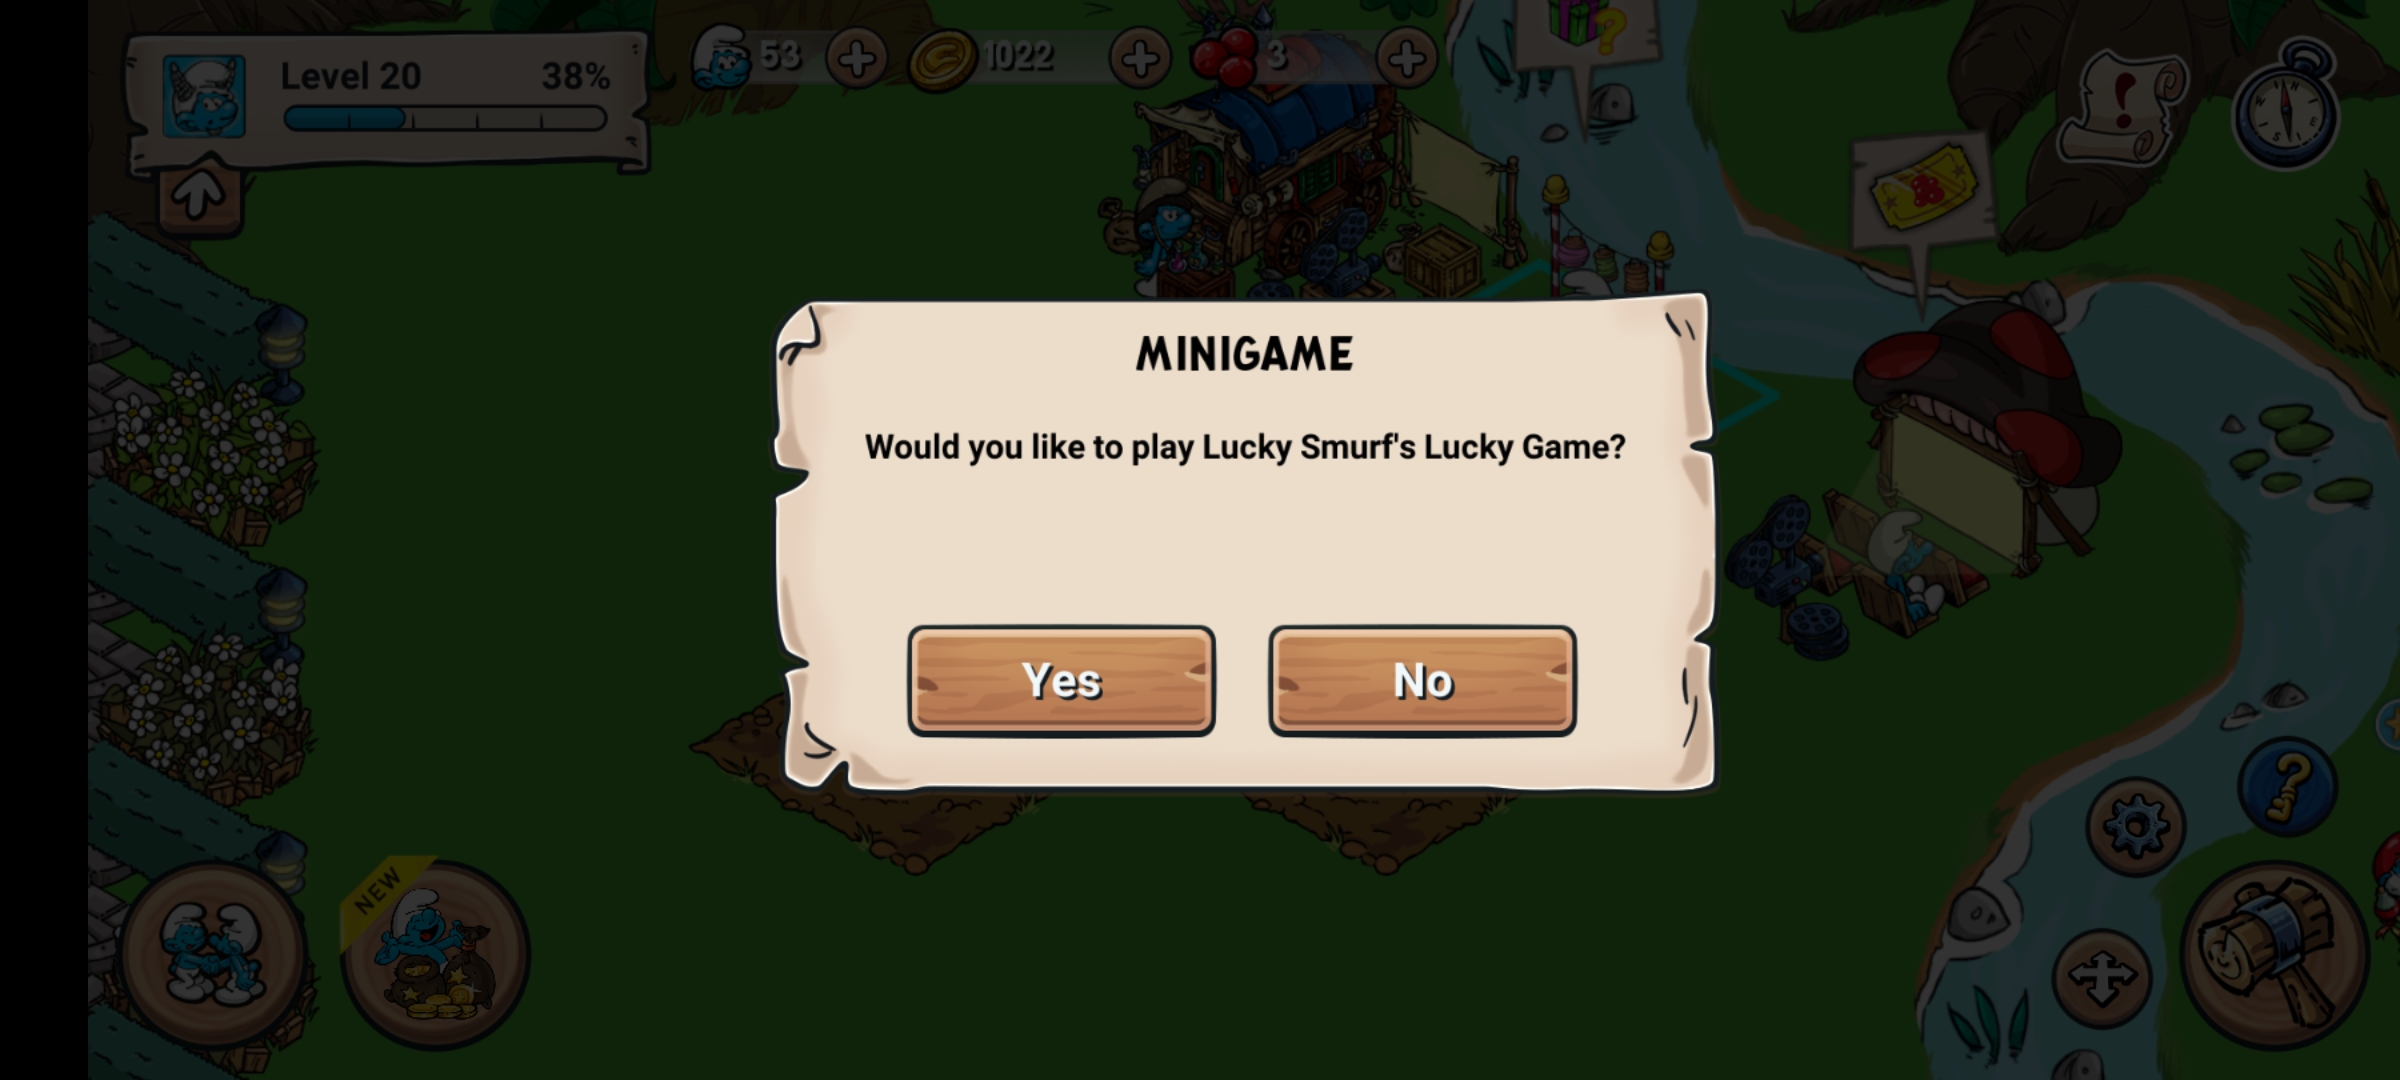 Level 20 38%
53
1022
3
MINIGAME
Would you like to play Lucky Smurf's Lucky Game?
Yes
No
NEW